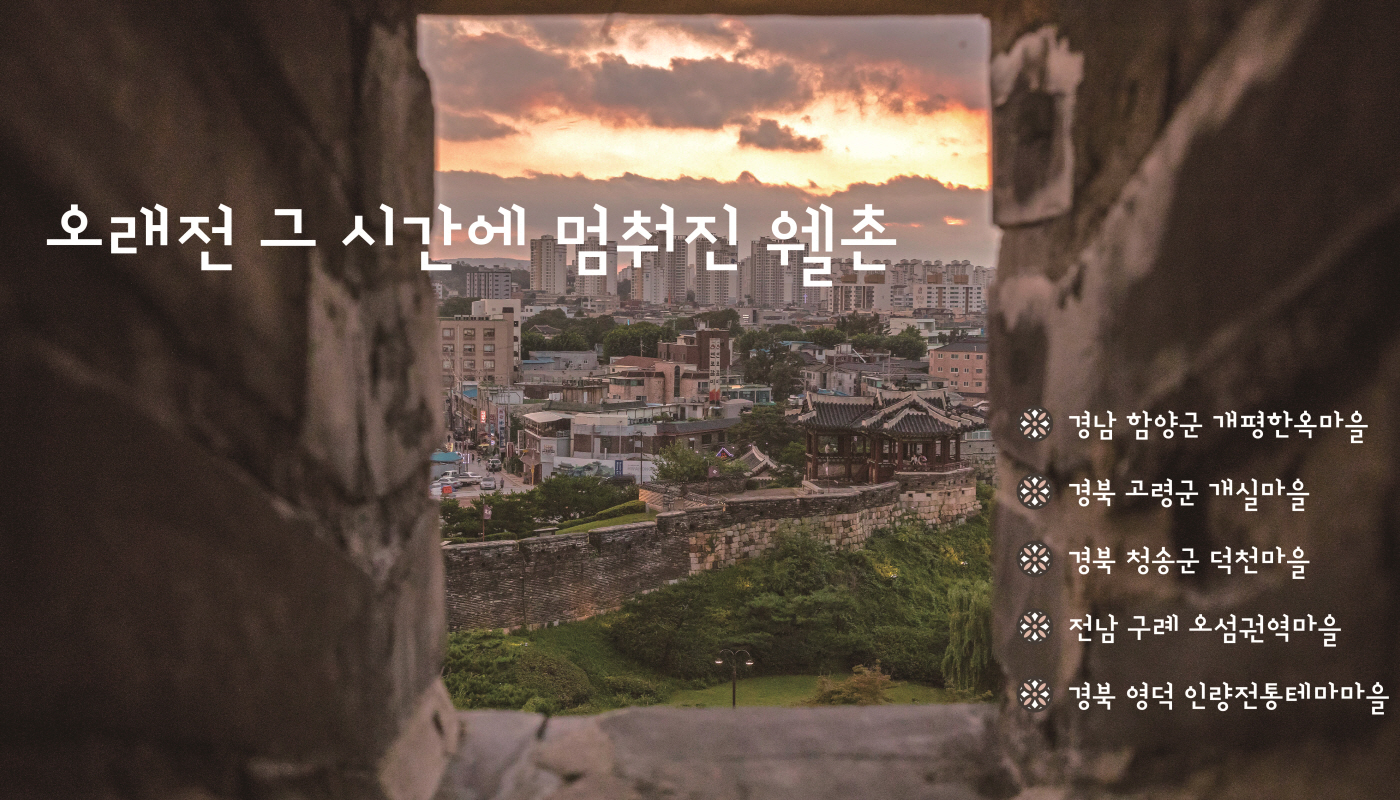 오래전 그 시간에 멈춰진 웰촌
경남 함양군 개평한옥마을
경북 고령군 개실마을
경북 청송군 덕천마을
전남 구례 오섬권역마을
경북 영덕 인량전통테마마을